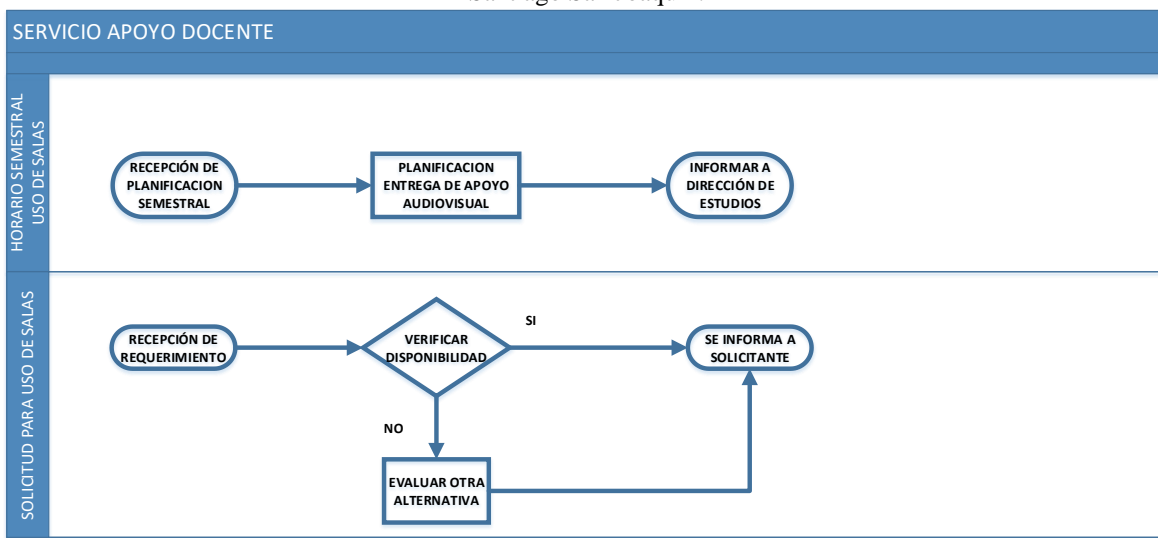 SERVICIO APOYO DOCENTE
HORARIO SEMESTRAL
USO DE SALAS
RECEPCIÓN DE
PLANIFICACION
SEMESTRAL
PLANIFICACION
ENTREGA DE APOYO
AUDIOVISUAL
INFORMAR A
DIRECCIÓN DE
ESTUDIOS
SOLICITUD PARA USO DE SALAS
RECEPCIÓN DE
REQUERIMIENTO
VERIFICAR
DISPONIBILIDAD
SI
SE INFORMA A
SOLICITANTE
NO
EVALUAR OTRA
ALTERNATIVA